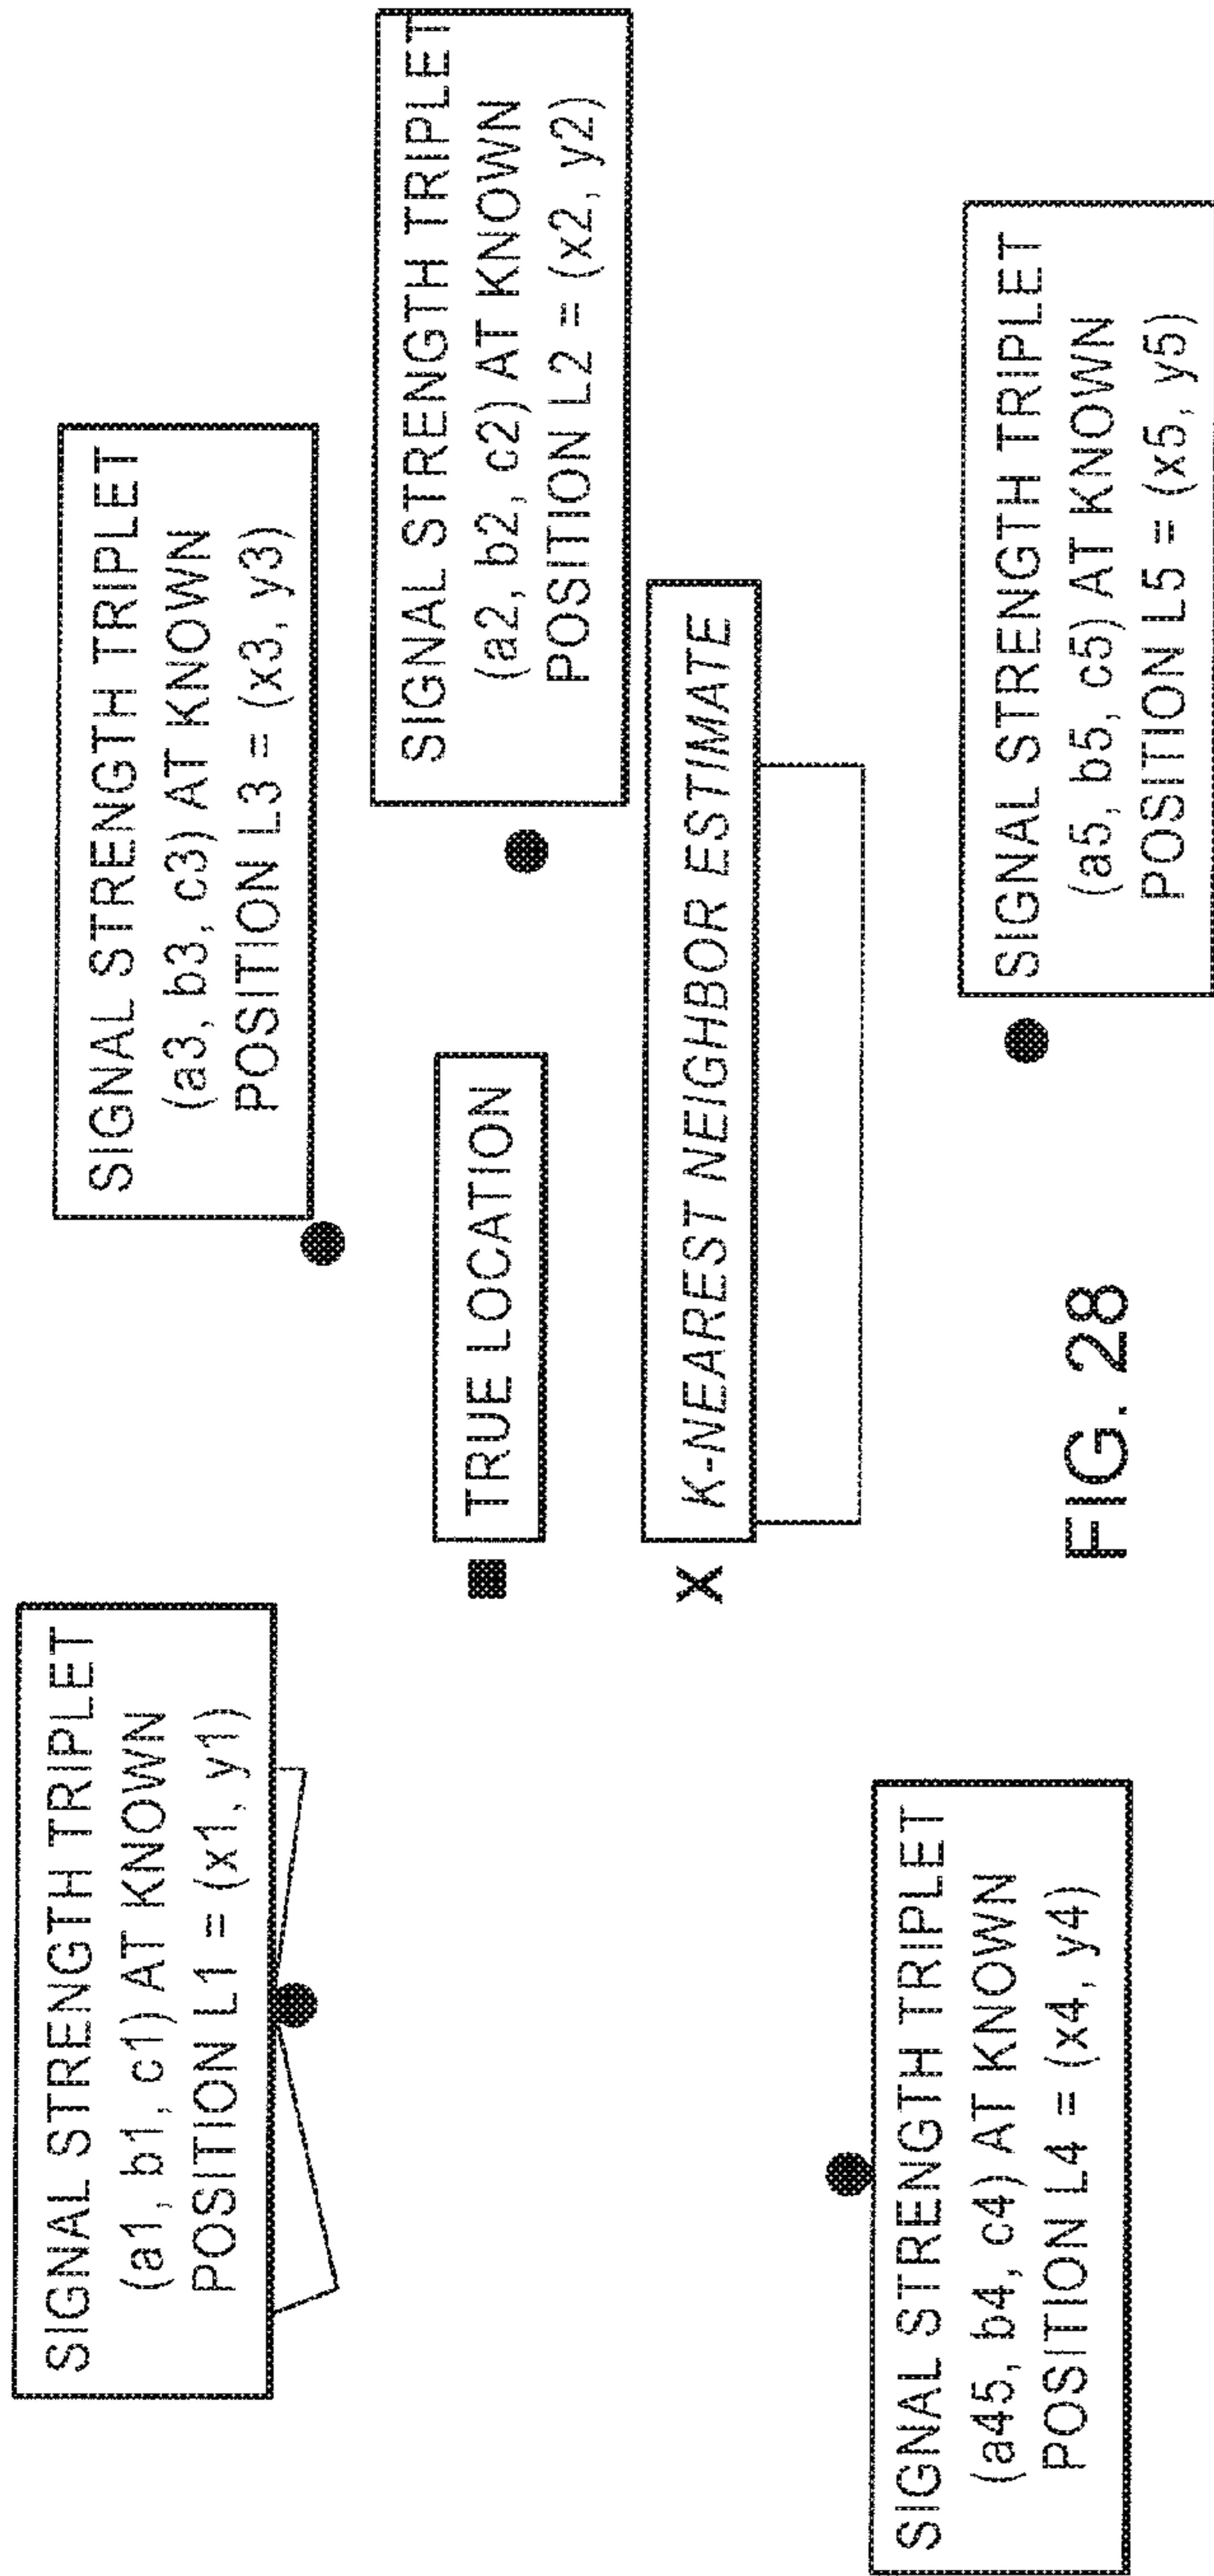 SIGNAL STRENGTH TRIPLET
(a1, b1, c1) AT KNOWN
POSITION L1 = (x1, y1)
SIGNAL STRENGTH TRIPLET
(a3, b3, c3) AT KNOWN
POSITION L3 = (x3, y3)
SIGNAL STRENGTH TRIPLET
(a2, b2, c2) AT KNOWN
POSITION L2 = (x2, y2)
TRUE LOCATION
X K-NEAREST NEIGHBOR ESTIMATE
SIGNAL STRENGTH TRIPLET
(a45, b4, c4) AT KNOWN
POSITION L4 = (x4, y4)
SIGNAL STRENGTH TRIPLET
(a5, b5, c5) AT KNOWN
POSITION L5 = (x5, y5)
FIG. 28